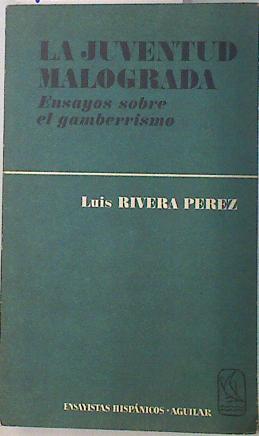 LA JUVENTUD
MALOGRADA
Ensayos sobre
el gamberrismo
Luis RIVERA PEREZ
ENSAYISTAS HISPÁNICOS · AGUILAR